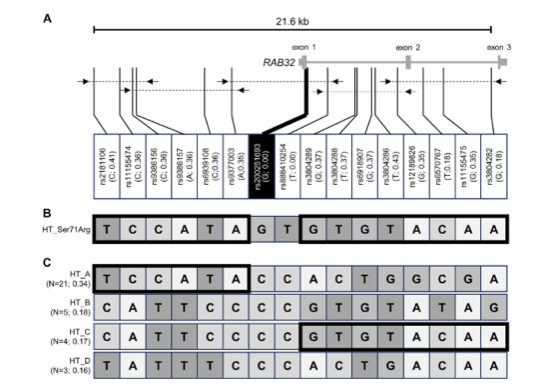 A
21.6 kb
exon 1
exon 2
exon 3
RAB32
rs2181106 (C; 0.41)
rs11155474 (C; 0.36)
rs9386156 (C; 0.36)
rs9386157 (A; 0.36)
rs6939108 (C;0.36)
rs9377003 (A;0.35)
rs200251693 (G; 0.00)
rs888410254 (T; 0.00)
rs3804289 (G; 0.37)
rs3804288 (G; 0.37)
rs6918907 (G; 0.37)
rs3804286 (T; 0.43)
rs12189826 (G; 0.35)
rs6570767 (T;0.18)
rs11155475 (G; 0.35)
rs3804282 (G; 0.18)
B
HT_Ser71Arg T C C A T A G T G T G T A C A A
C
HT_A T C C A T A C C A C T G G C G A
(N=21; 0.34)
HT_B C A T T C C C C G T G T A T A G
(N=5; 0.18)
HT_C C A T T C C C C G T G T A C A A
(N=4; 0.17)
HT_D T A T T T C C C A C T G A C A A
(N=3; 0.16)